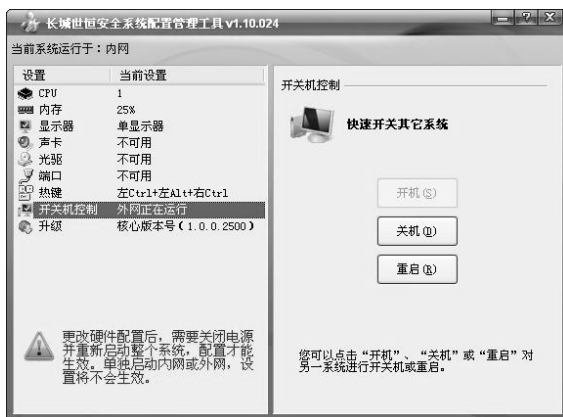 长城世恒安全系统配置管理工具 v1.10.024
当前系统运行于：内网
设置 当前设置
CPU 1
内存 25%
显示器 单显示器
声卡 不可用
光驱 不可用
端口 不可用
热键 左Ctrl+左Alt+右Ctrl
开关机控制 外网正在运行
升级 核心版本号(1.0.0.2500)
更改硬件配置后，需要关闭电源
并重新启动整个系统，配置才能
生效。单独启动内网或外网，设
置将不会生效。
开关机控制
快速开关其它系统
开机(S)
关机(D)
重启(R)
您可以点击“开机”、“关机”或“重启”对
另一系统进行开关机或重启。